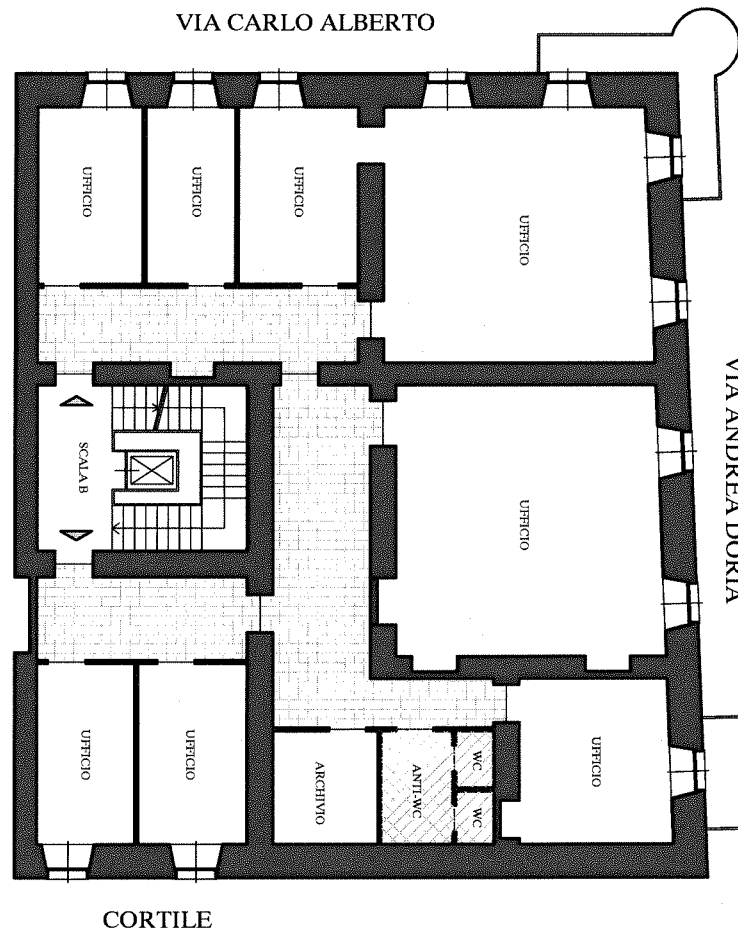 VIA CARLO ALBERTO
UFFICIO
UFFICIO
UFFICIO
UFFICIO
VIA ANDREA DORIA
SCALA B
UFFICIO
UFFICIO
UFFICIO
ARCHIVIO
ANTI-WC
WC
WC
UFFICIO
CORTILE